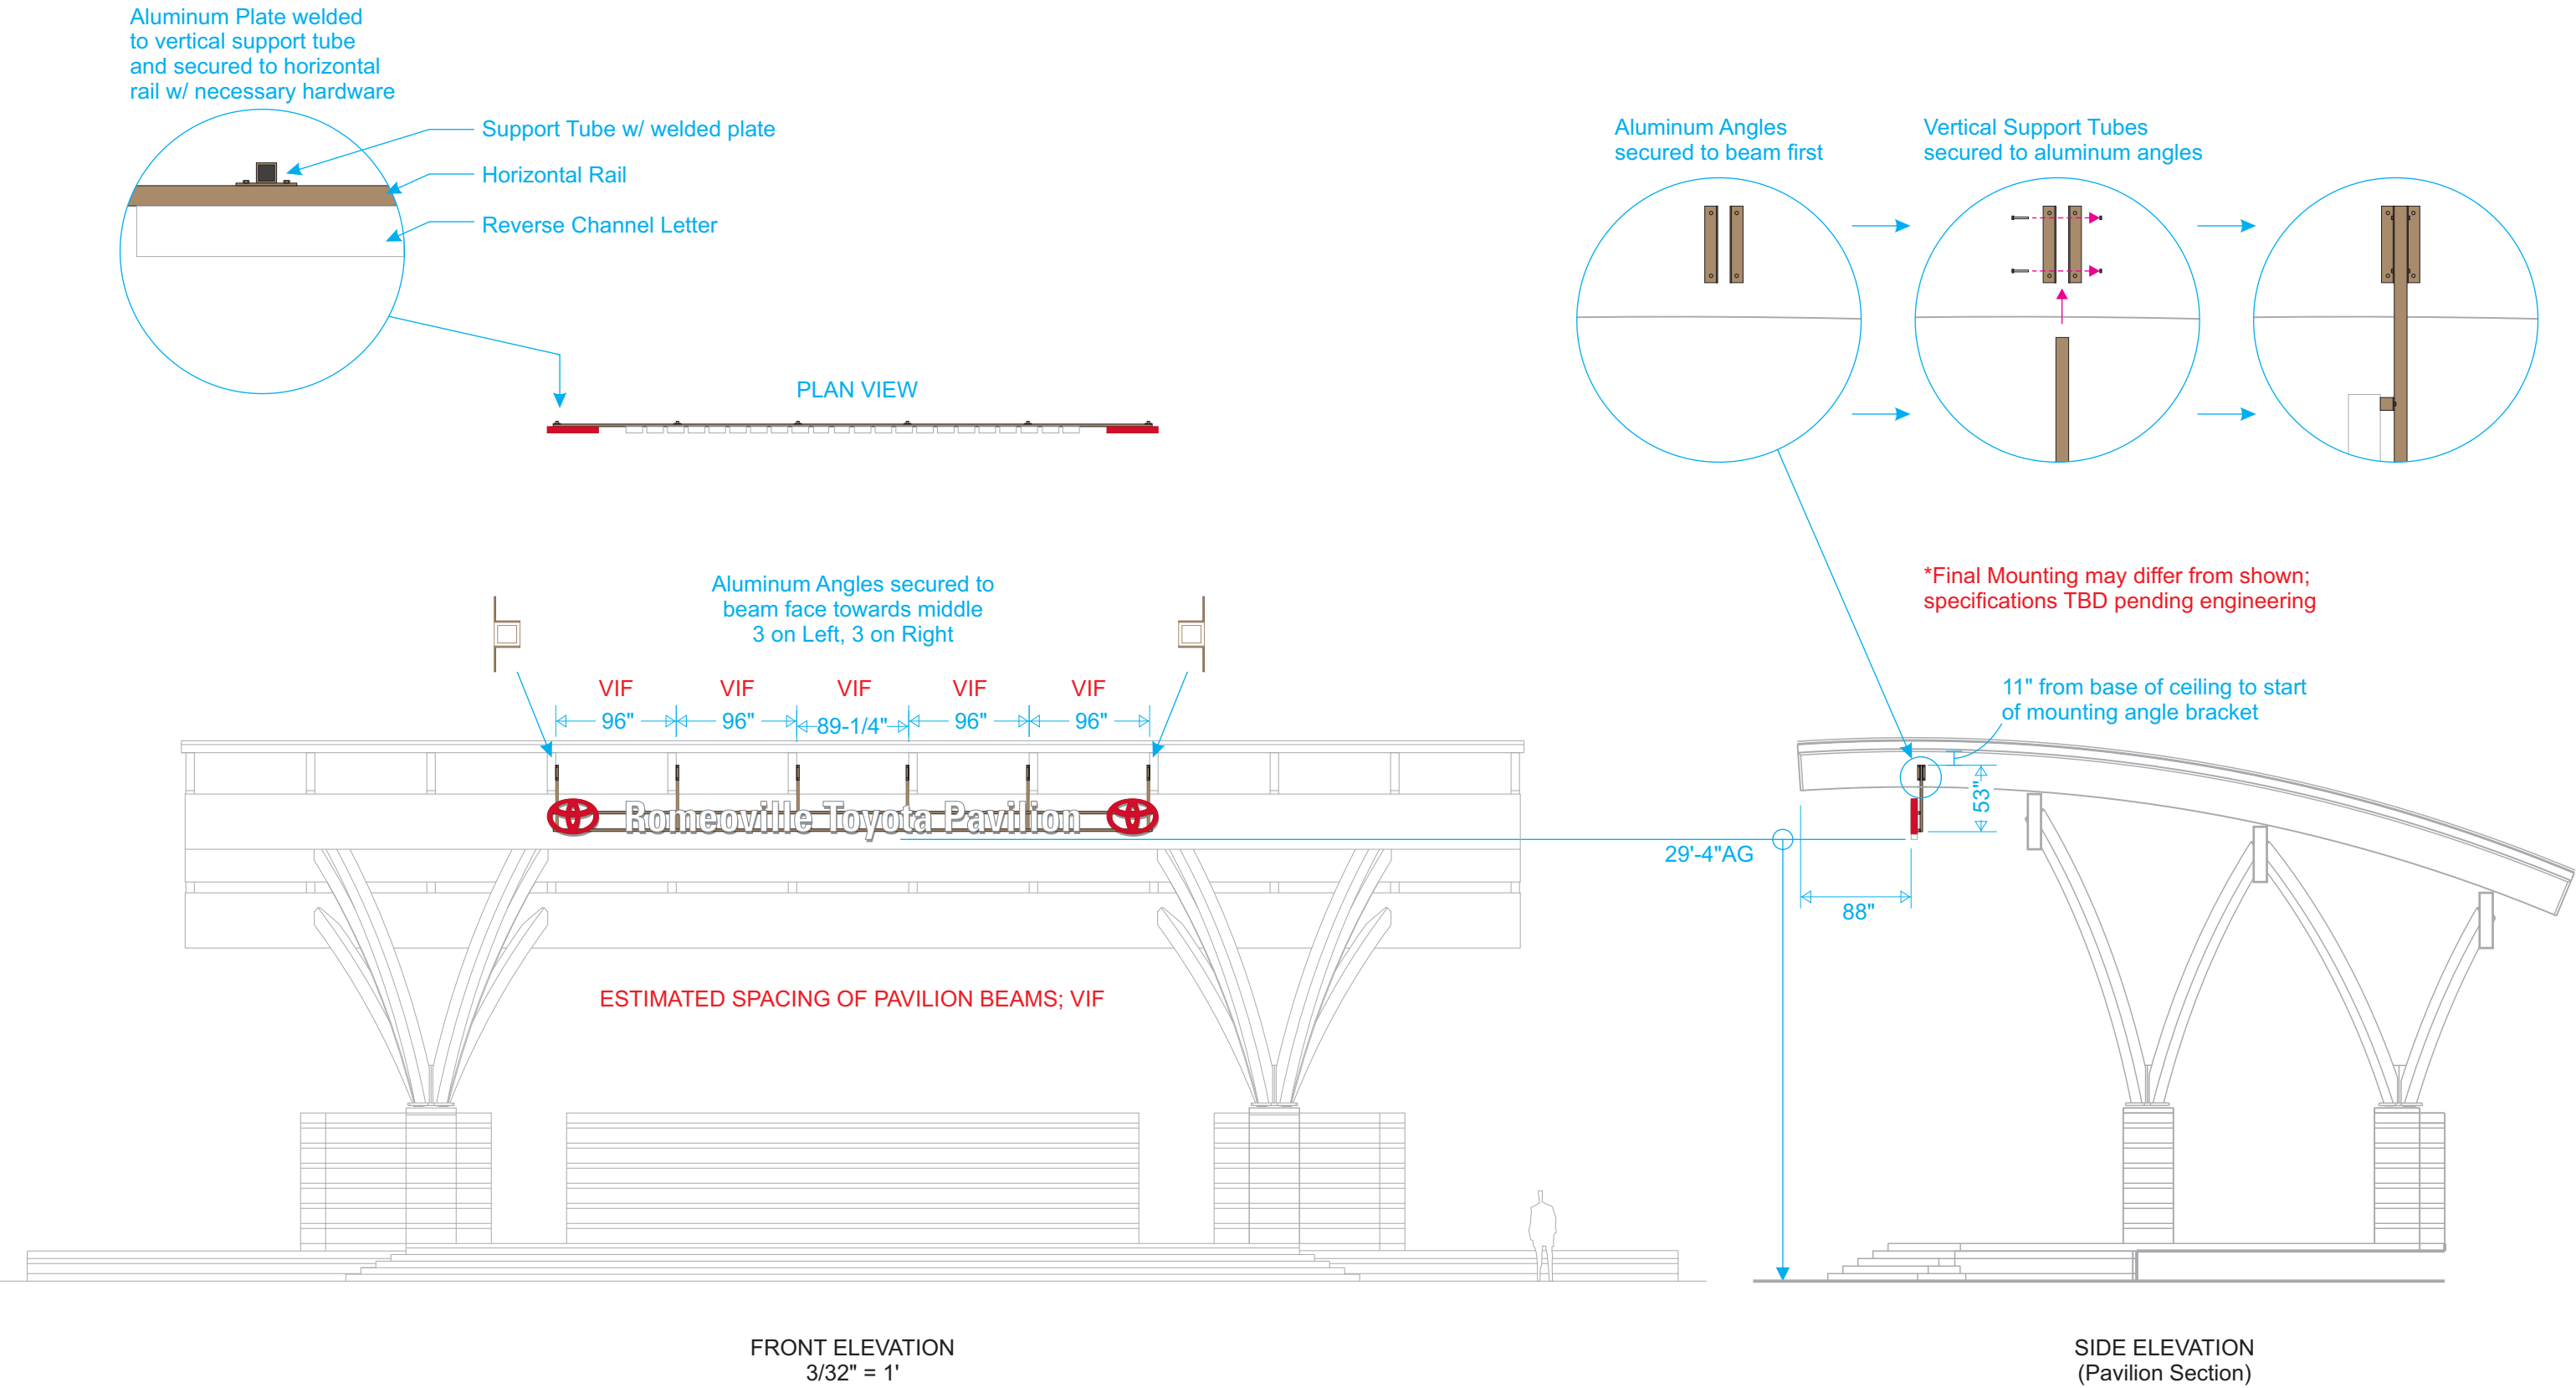 Aluminum Plate welded
to vertical support tube
and secured to horizontal
rail w/ necessary hardware
Support Tube w/ welded plate
Horizontal Rail
Reverse Channel Letter
PLAN VIEW
Aluminum Angles
secured to beam first
Vertical Support Tubes
secured to aluminum angles
*Final Mounting may differ from shown;
specifications TBD pending engineering
Aluminum Angles secured to
beam face towards middle
3 on Left, 3 on Right
VIF VIF VIF VIF VIF
96" 96" 89-1/4" 96" 96"
Romeoville Toyota Pavilion
11" from base of ceiling to start
of mounting angle bracket
53"
29'-4"AG
88"
ESTIMATED SPACING OF PAVILION BEAMS; VIF
FRONT ELEVATION
3/32" = 1'
SIDE ELEVATION
(Pavilion Section)